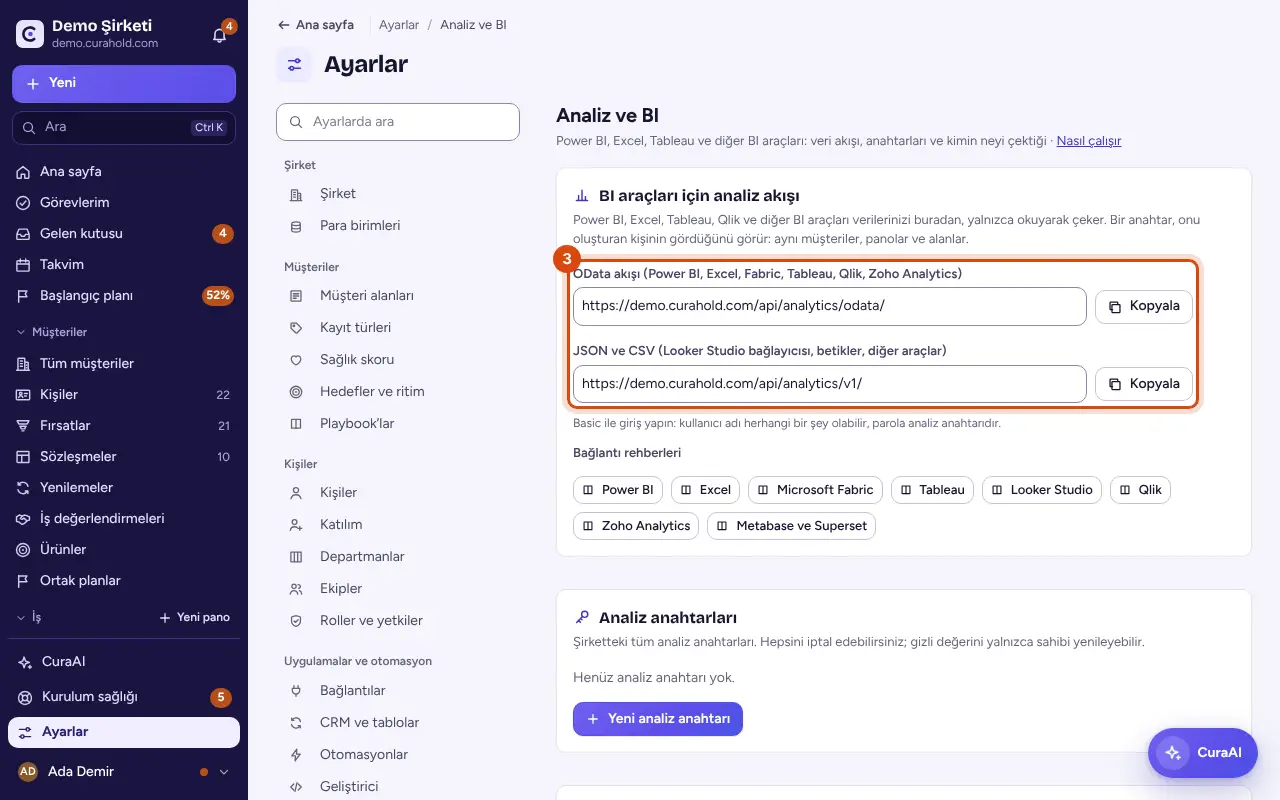 Demo Şirketi
demo.curahold.com
4
Yeni
Ara
Ctrl K
Ana sayfa
Görevlerim
Gelen kutusu
4
Takvim
Başlangıç planı
52%
Müşteriler
Tüm müşteriler
Kişiler
22
Fırsatlar
21
Sözleşmeler
10
Yenilemeler
İş değerlendirmeleri
Ürünler
Ortak planlar
İş
Yeni pano
CuraAI
Kurulum sağlığı
5
Ayarlar
AD
Ada Demir
Ana sayfa
Ayarlar / Analiz ve BI
Ayarlar
Ayarlarda ara
Şirket
Şirket
Para birimleri
Müşteriler
Müşteri alanları
Kayıt türleri
Sağlık skoru
Hedefler ve ritim
Playbook'lar
Kişiler
Kişiler
Katılım
Departmanlar
Ekipler
Roller ve yetkiler
Uygulamalar ve otomasyon
Bağlantılar
CRM ve tablolar
Otomasyonlar
Geliştirici
Analiz ve BI
Power BI, Excel, Tableau ve diğer BI araçları: veri akışı, anahtarları ve kimin neyi çektiği · Nasıl çalışır
BI araçları için analiz akışı
Power BI, Excel, Tableau, Qlik ve diğer BI araçları verilerinizi buradan, yalnızca okuyarak çeker. Bir anahtar, onu
oluşturan kişinin gördüğünü görür: aynı müşteriler, panolar ve alanlar.
3
OData akışı (Power BI, Excel, Fabric, Tableau, Qlik, Zoho Analytics)
https://demo.curahold.com/api/analytics/odata/
Kopyala
JSON ve CSV (Looker Studio bağlayıcısı, betikler, diğer araçlar)
https://demo.curahold.com/api/analytics/v1/
Kopyala
Basic ile giriş yapın: kullanıcı adı herhangi bir şey olabilir, parola analiz anahtarıdır.
Bağlantı rehberleri
Power BI
Excel
Microsoft Fabric
Tableau
Looker Studio
Qlik
Zoho Analytics
Metabase ve Superset
Analiz anahtarları
Şirketteki tüm analiz anahtarları. Hepsini iptal edebilirsiniz; gizli değerini yalnızca sahibi yenileyebilir.
Henüz analiz anahtarı yok.
Yeni analiz anahtarı
CuraAI